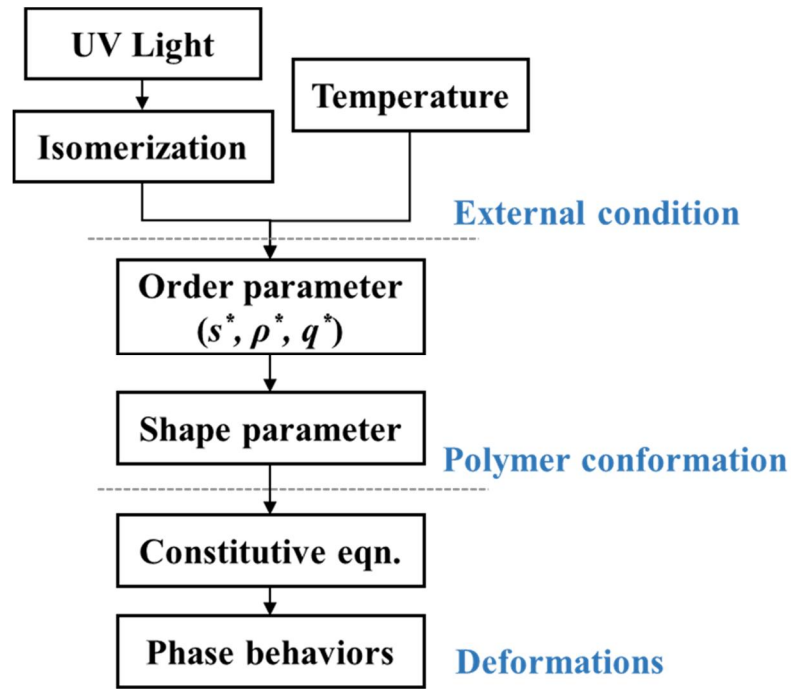 UV Light
Temperature
Isomerization
External condition
Order parameter
(s*, ρ*, q*)
Shape parameter
Polymer conformation
Constitutive eqn.
Phase behaviors
Deformations